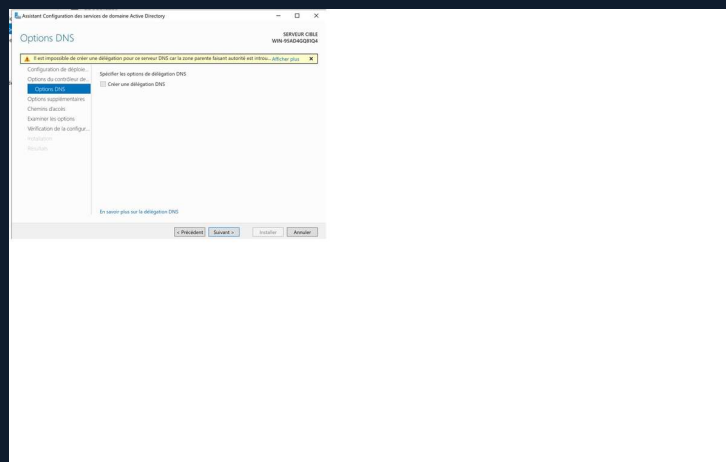 Assistant Configuration des services de domaine Active Directory
Options DNS
SERVEUR CIBLE
WIN-9SAD4GQ81Q4
Il est impossible de créer une délégation pour ce serveur DNS car la zone parente faisant autorité est introu... Afficher plus
Configuration de déploie...
Options du contrôleur de...
Options DNS
Options supplémentaires
Chemins d'accès
Examiner les options
Vérification de la configur...
Installation
Résultats
Spécifier les options de délégation DNS
Créer une délégation DNS
En savoir plus sur la délégation DNS
< Précédent
Suivant >
Installer
Annuler